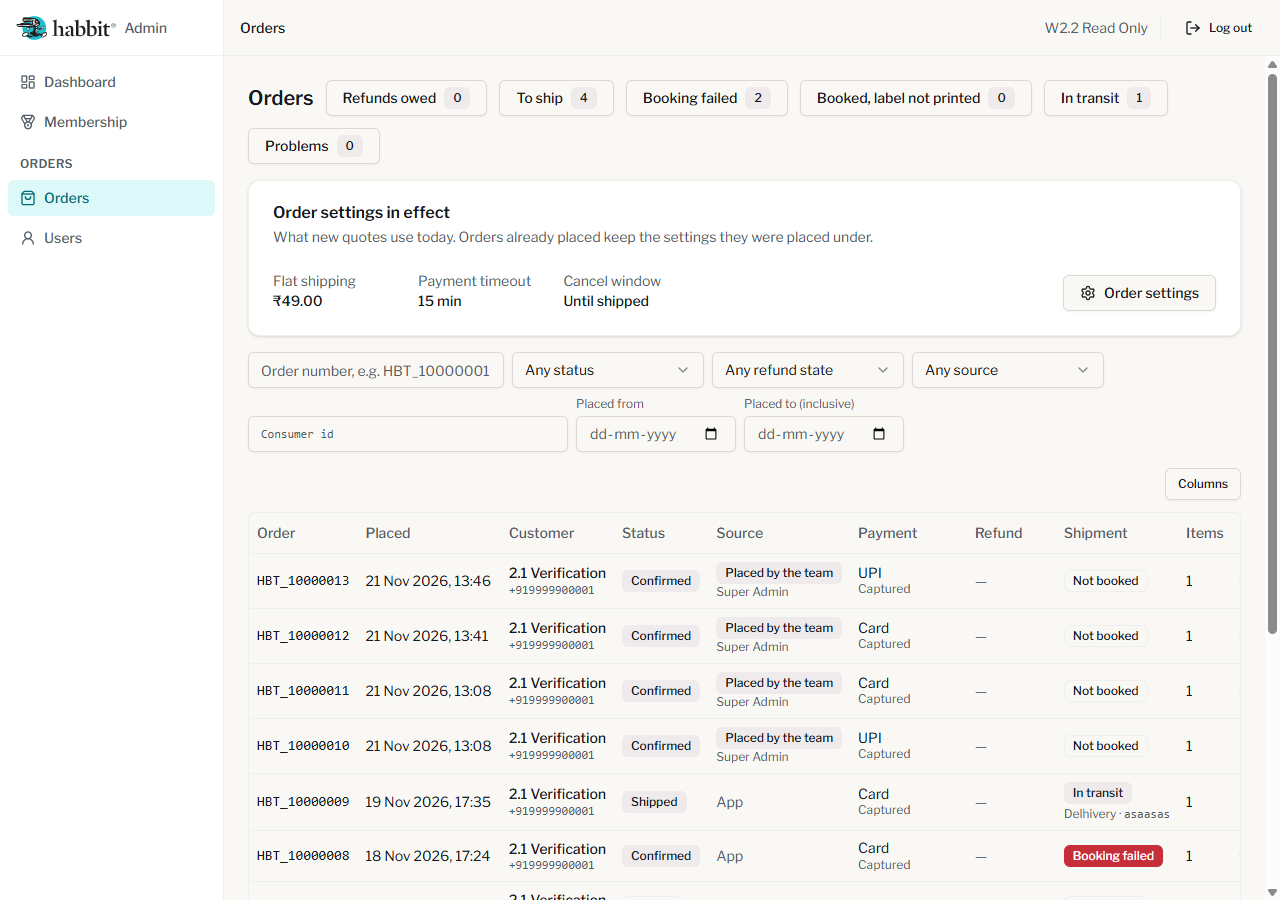 habbit® Admin
Orders
W2.2 Read Only
Log out
Dashboard
Membership
ORDERS
Orders
Users
Orders
Refunds owed 0
To ship 4
Booking failed 2
Booked, label not printed 0
In transit 1
Problems 0
Order settings in effect
What new quotes use today. Orders already placed keep the settings they were placed under.
Flat shipping Payment timeout Cancel window
₹49.00 15 min Until shipped
Order settings
Order number, e.g. HBT_10000001 Any status Any refund state Any source
Placed from Placed to (inclusive)
Consumer id dd-mm-yyyy dd-mm-yyyy
Columns
Order Placed Customer Status Source Payment Refund Shipment Items
HBT_10000013 21 Nov 2026, 13:46 2.1 Verification Confirmed Placed by the team UPI — Not booked 1
+919999900001 Super Admin Captured
HBT_10000012 21 Nov 2026, 13:41 2.1 Verification Confirmed Placed by the team Card — Not booked 1
+919999900001 Super Admin Captured
HBT_10000011 21 Nov 2026, 13:08 2.1 Verification Confirmed Placed by the team Card — Not booked 1
+919999900001 Super Admin Captured
HBT_10000010 21 Nov 2026, 13:08 2.1 Verification Confirmed Placed by the team UPI — Not booked 1
+919999900001 Super Admin Captured
HBT_10000009 19 Nov 2026, 17:35 2.1 Verification Shipped App Card — In transit 1
+919999900001 Captured Delhivery · asaasas
HBT_10000008 18 Nov 2026, 17:24 2.1 Verification Confirmed App Card — Booking failed 1
+919999900001 Captured
2.1 Verification